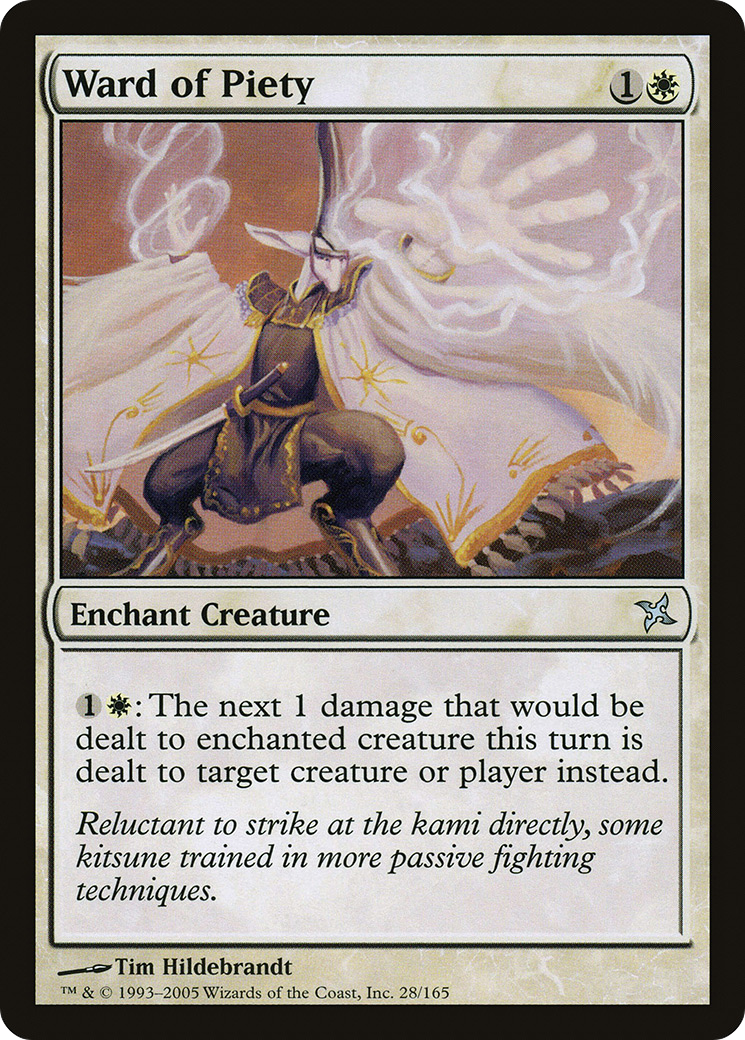 Ward of Piety 1
Enchant Creature
1 : The next 1 damage that would be
dealt to enchanted creature this turn is
dealt to target creature or player instead.
Reluctant to strike at the kami directly, some
kitsune trained in more passive fighting
techniques.
Tim Hildebrandt
™ & © 1993–2005 Wizards of the Coast, Inc. 28/165